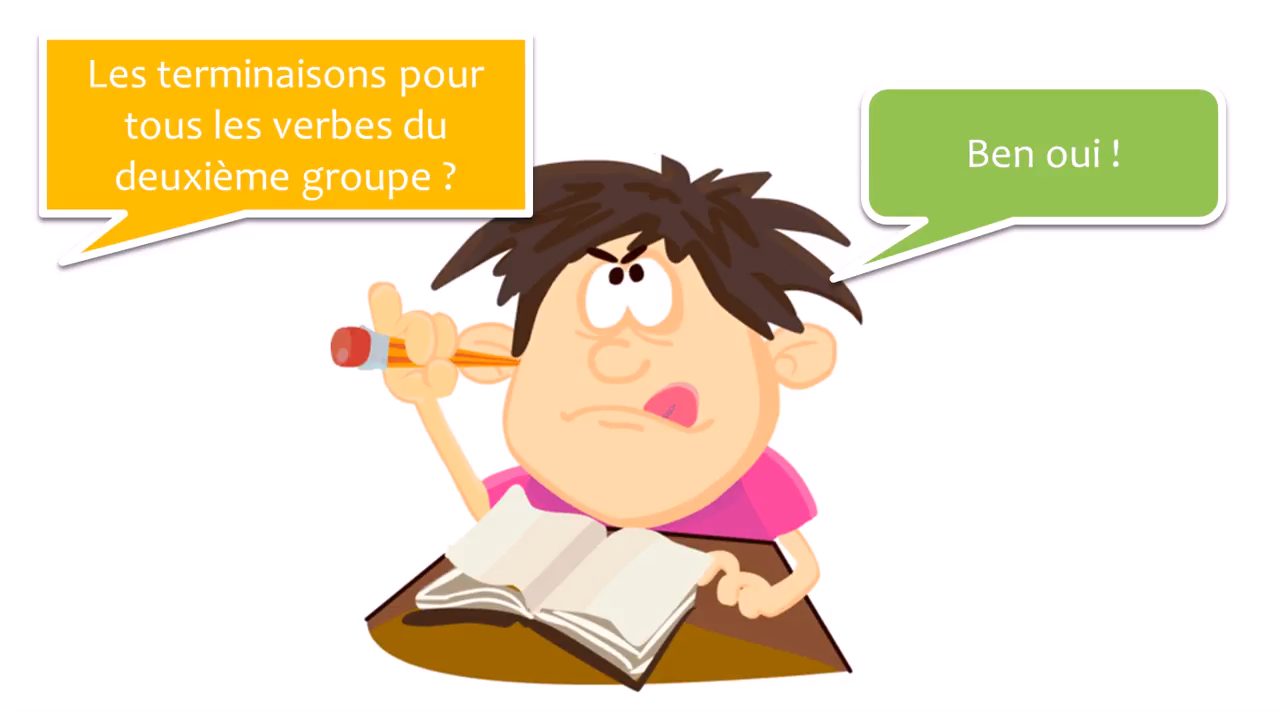 Les terminaisons pour
tous les verbes du
deuxième groupe ?
Ben oui !